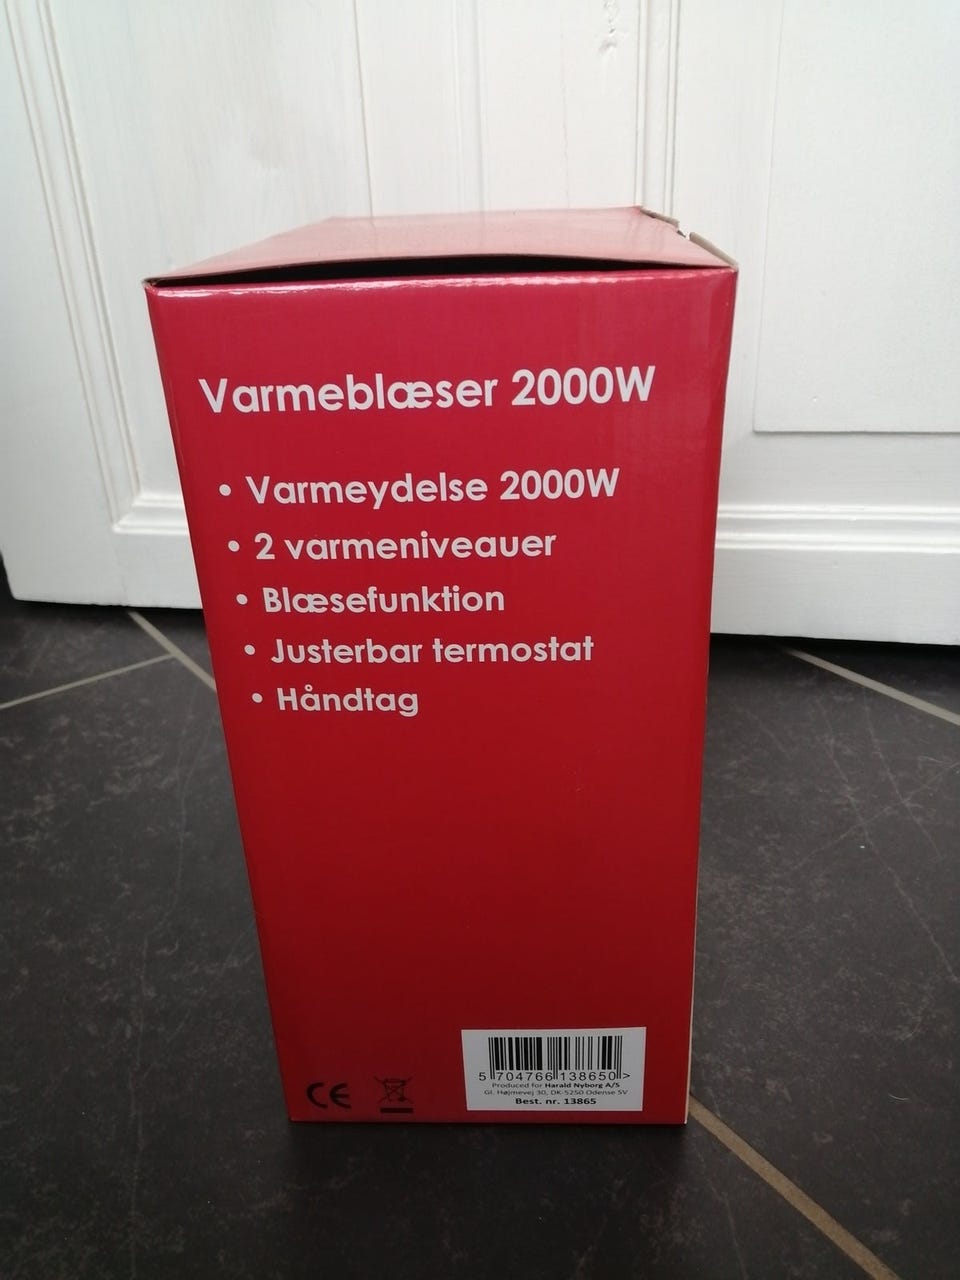 Varmeblæser 2000W
• Varmeydelse 2000W
• 2 varmeniveauer
• Blæsefunktion
• Justerbar termostat
• Håndtag
CE
5 704766 138650 >
Produced for Harald Nyborg A/S
Gl. Højmevej 30, DK-5250 Odense SV
Best. nr. 13865